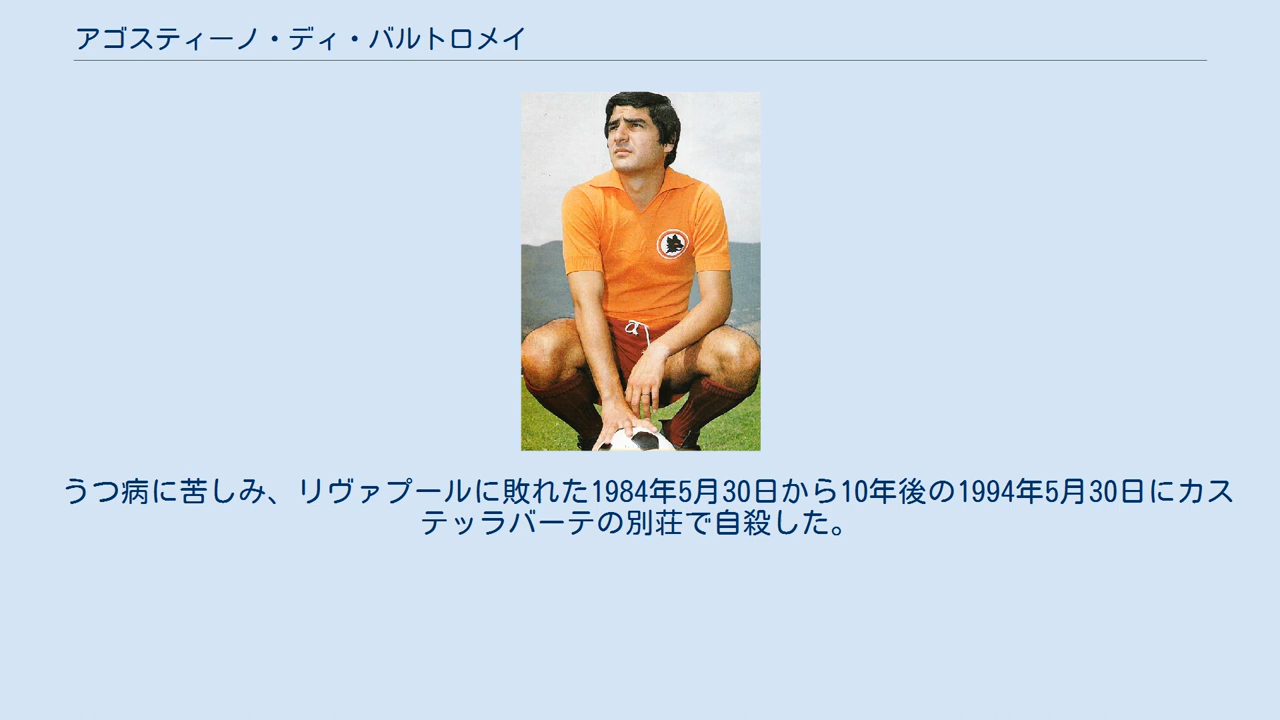 アゴスティーノ・ディ・バルトロメイ
うつ病に苦しみ、リヴァプールに敗れた1984年5月30日から10年後の1994年5月30日にカス
テッラバーテの別荘で自殺した。